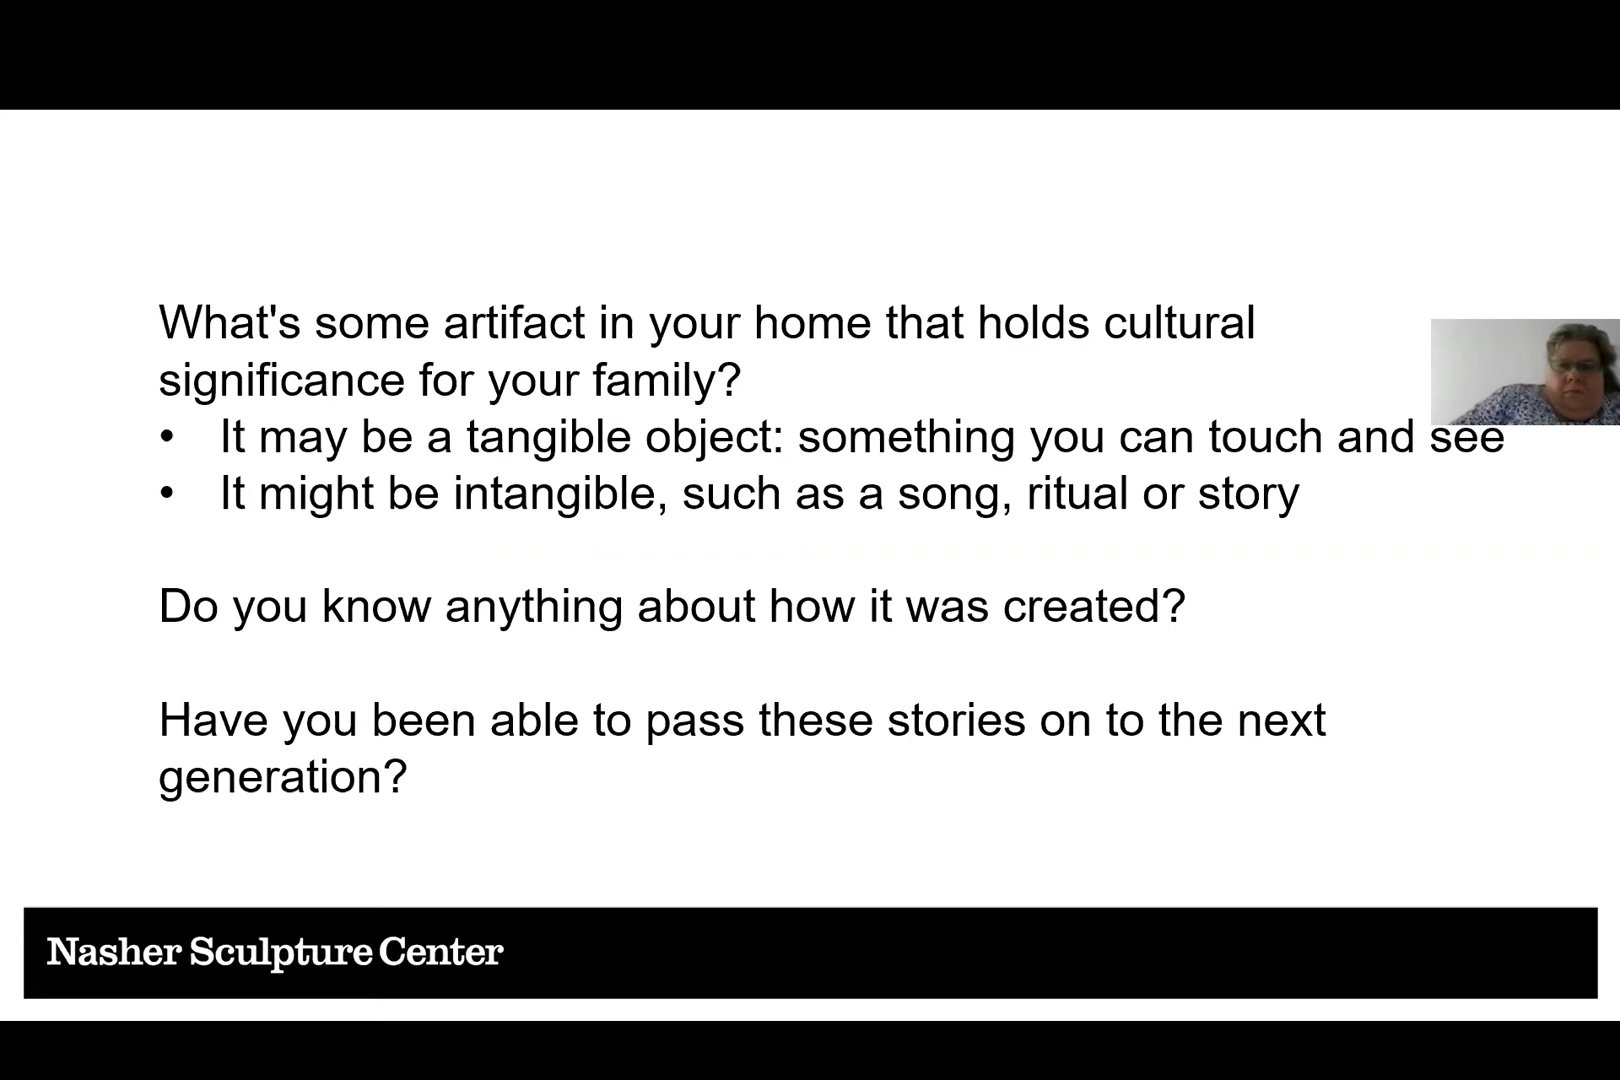 What's some artifact in your home that holds cultural
significance for your family?
• It may be a tangible object: something you can touch and see
• It might be intangible, such as a song, ritual or story
Do you know anything about how it was created?
Have you been able to pass these stories on to the next
generation?
Nasher Sculpture Center